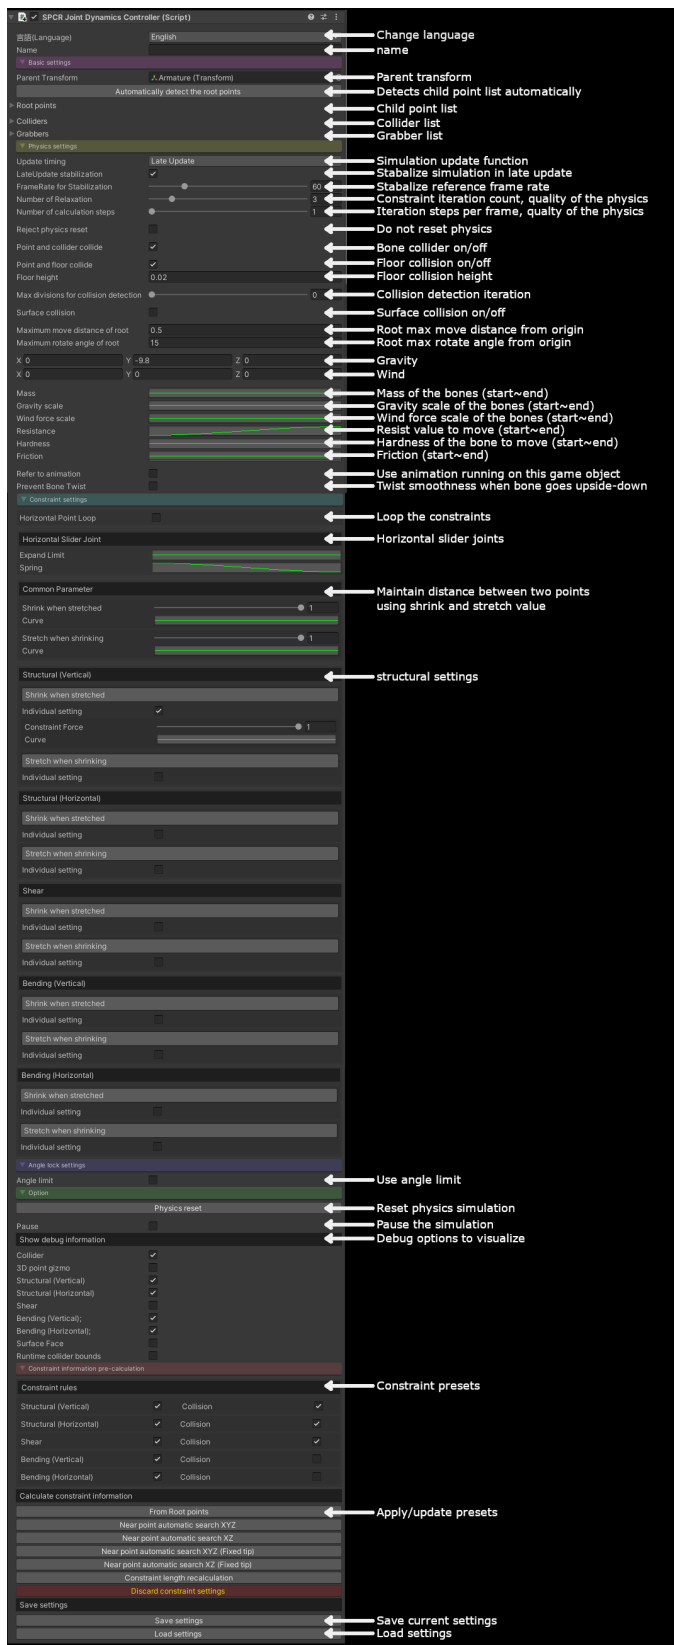 SPCR Joint Dynamics Controller (Script)
言語(Language) English Change language
Name name
Basic settings
Parent Transform Armature (Transform) Parent transform
Automatically detect the root points Detects child point list automatically
Root points Child point list
Colliders Collider list
Grabbers Grabber list
Physics settings
Update timing Late Update Simulation update function
LateUpdate stabilization Stabalize simulation in late update
FrameRate for Stabilization 60 Stabalize reference frame rate
Number of Relaxation 3 Constraint iteration count, quality of the physics
Number of calculation steps 1 Iteration steps per frame, qualty of the physics
Reject physics reset Do not reset physics
Point and collider collide Bone collider on/off
Point and floor collide Floor collision on/off
Floor height 0.02 Floor collision height
Max divisions for collision detection 0 Collision detection iteration
Surface collision Surface collision on/off
Maximum move distance of root 0.5 Root max move distance from origin
Maximum rotate angle of root 15 Root max rotate angle from origin
X 0 Y -9.8 Z 0 Gravity
X 0 Y 0 Z 0 Wind
Mass Mass of the bones (start~end)
Gravity scale Gravity scale of the bones (start~end)
Wind force scale Wind force scale of the bones (start~end)
Resistance Resist value to move (start~end)
Hardness Hardness of the bone to move (start~end)
Friction Friction (start~end)
Refer to animation Use animation running on this game object
Prevent Bone Twist Twist smoothness when bone goes upside-down
Constraint settings
Horizontal Point Loop Loop the constraints
Horizontal Slider Joint Horizontal slider joints
Expand Limit
Spring
Common Parameter Maintain distance between two points
using shrink and stretch value
Shrink when stretched 1
Curve
Stretch when shrinking 1
Curve
Structural (Vertical) structural settings
Shrink when stretched
Individual setting
Constraint Force 1
Curve
Stretch when shrinking
Individual setting
Structural (Horizontal)
Shrink when stretched
Individual setting
Stretch when shrinking
Individual setting
Shear
Shrink when stretched
Individual setting
Stretch when shrinking
Individual setting
Bending (Vertical)
Shrink when stretched
Individual setting
Stretch when shrinking
Individual setting
Bending (Horizontal)
Shrink when stretched
Individual setting
Stretch when shrinking
Individual setting
Angle lock settings
Angle limit Use angle limit
Option
Physics reset Reset physics simulation
Pause Pause the simulation
Show debug information Debug options to visualize
Collider
3D point gizmo
Structural (Vertical)
Structural (Horizontal)
Shear
Bending (Vertical);
Bending (Horizontal);
Surface Face
Runtime collider bounds
Constraint information pre-calculation
Constraint rules Constraint presets
Structural (Vertical) Collision
Structural (Horizontal) Collision
Shear Collision
Bending (Vertical) Collision
Bending (Horizontal) Collision
Calculate constraint information
From Root points Apply/update presets
Near point automatic search XYZ
Near point automatic search XZ
Near point automatic search XYZ (Fixed tip)
Near point automatic search XZ (Fixed tip)
Constraint length recalculation
Discard constraint settings
Save settings
Save settings Save current settings
Load settings Load settings